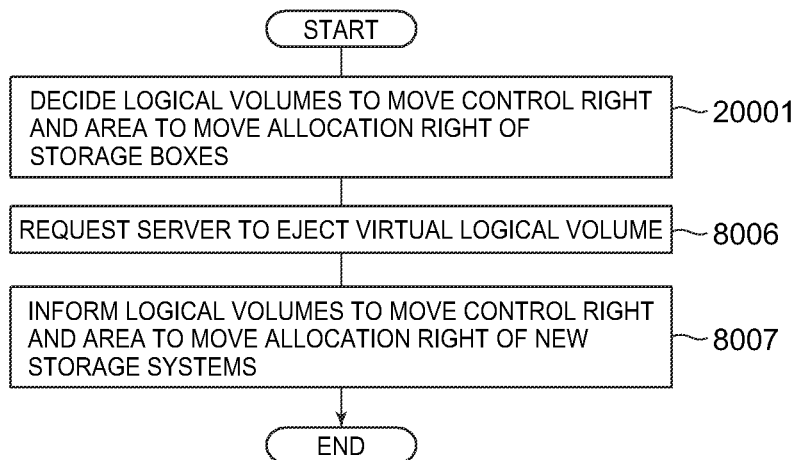 START
DECIDE LOGICAL VOLUMES TO MOVE CONTROL RIGHT
AND AREA TO MOVE ALLOCATION RIGHT OF
STORAGE BOXES
20001
REQUEST SERVER TO EJECT VIRTUAL LOGICAL VOLUME
8006
INFORM LOGICAL VOLUMES TO MOVE CONTROL RIGHT
AND AREA TO MOVE ALLOCATION RIGHT OF NEW
STORAGE SYSTEMS
8007
END